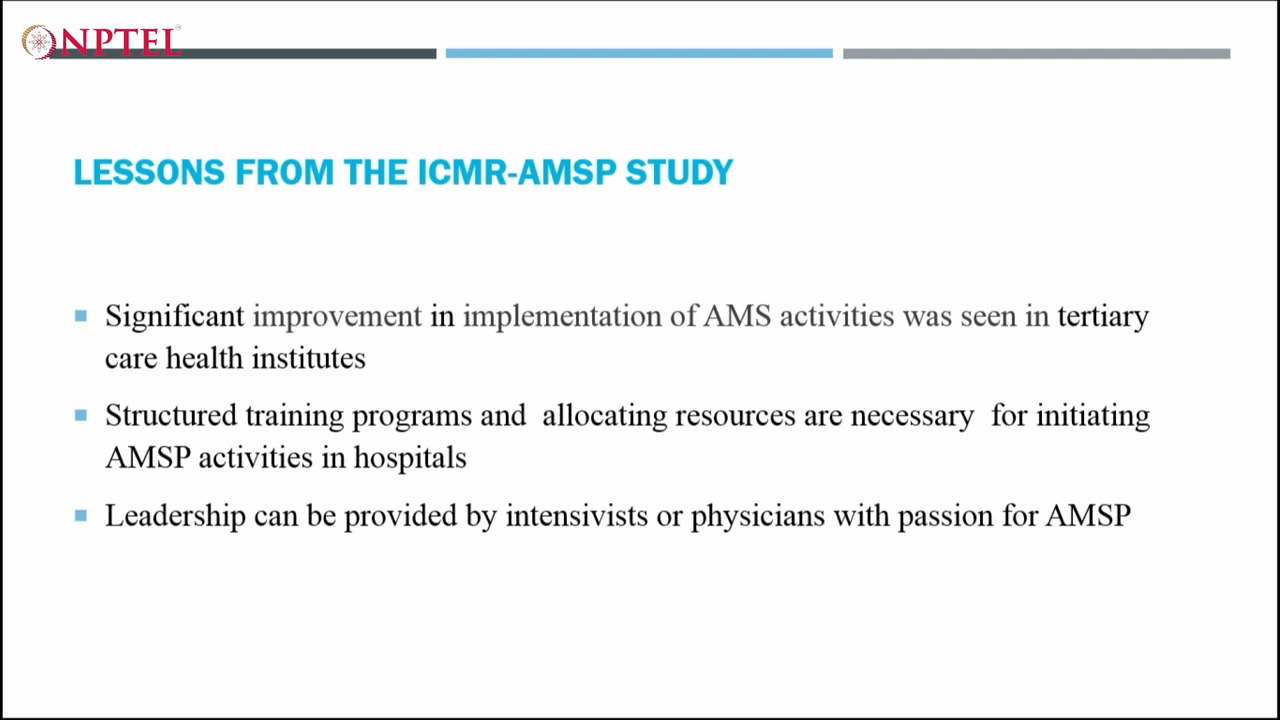 NPTEL
LESSONS FROM THE ICMR-AMSP STUDY
Significant improvement in implementation of AMS activities was seen in tertiary
care health institutes
Structured training programs and allocating resources are necessary for initiating
AMSP activities in hospitals
Leadership can be provided by intensivists or physicians with passion for AMSP